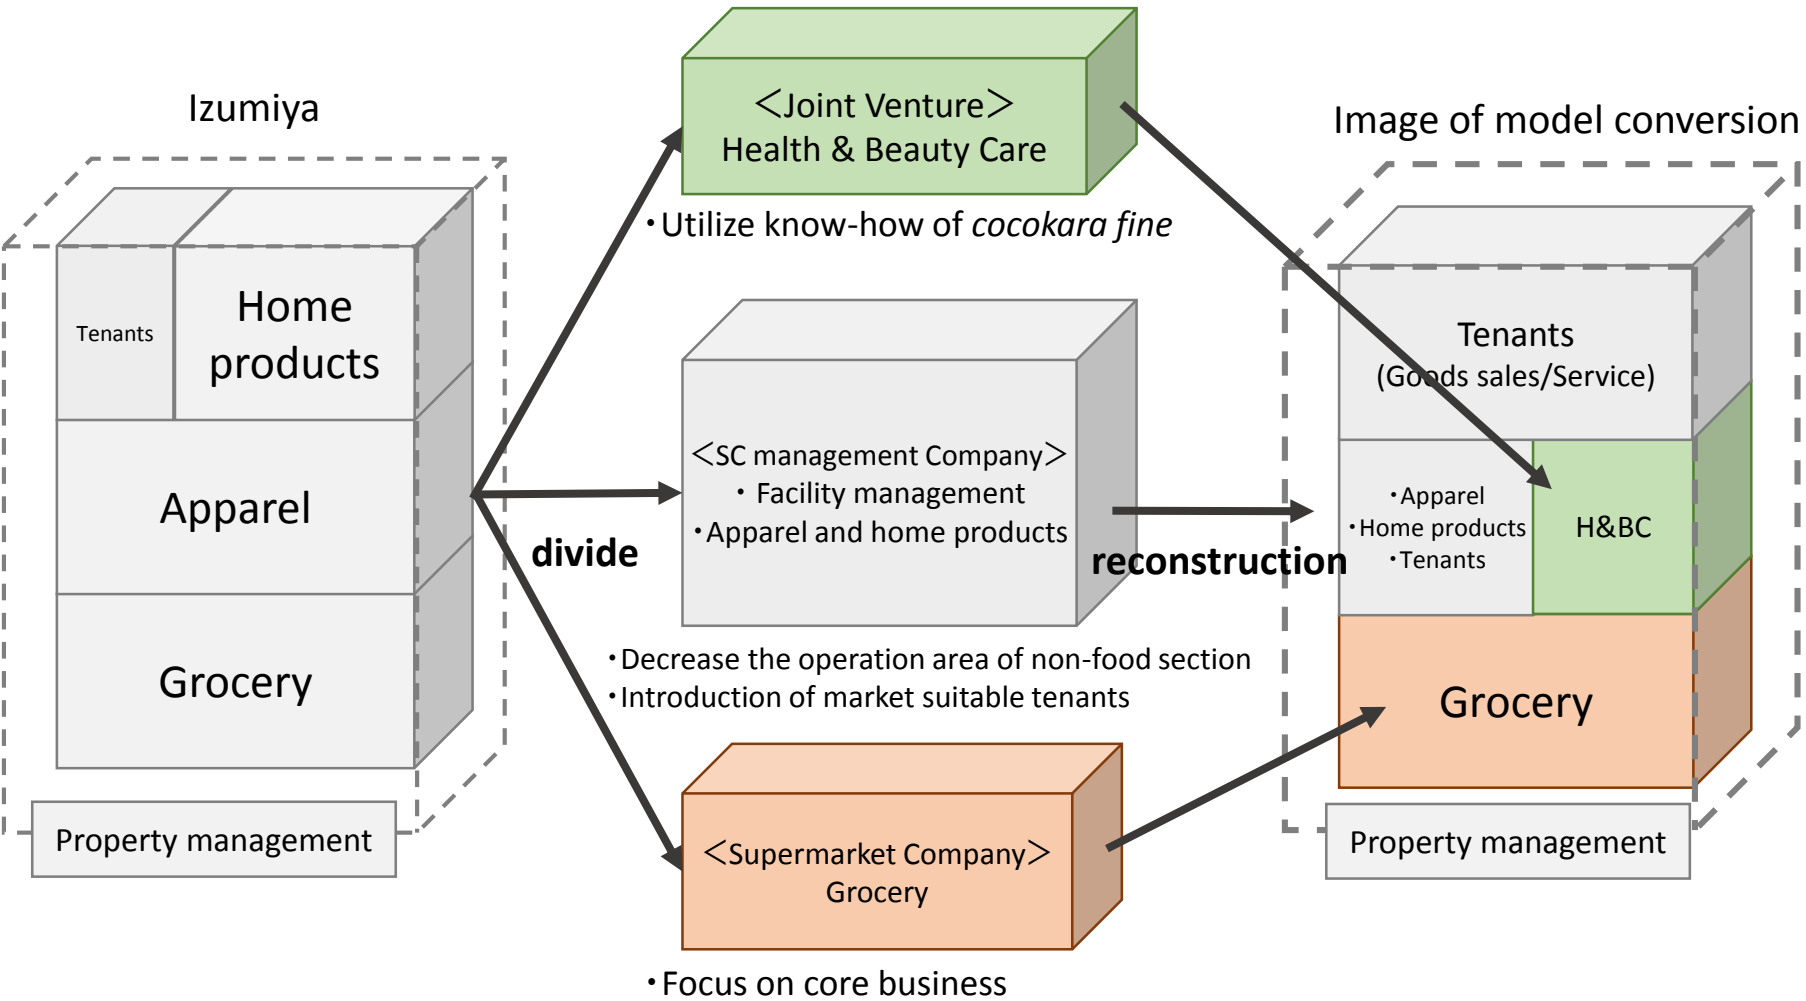 Izumiya
Tenants
Home
products
Apparel
Grocery
Property management
divide
<Joint Venture>
Health & Beauty Care
・Utilize know-how of cocokara fine
<SC management Company>
・ Facility management
・Apparel and home products
・Decrease the operation area of non-food section
・Introduction of market suitable tenants
<Supermarket Company>
Grocery
・Focus on core business
reconstruction
Image of model conversion
Tenants
(Goods sales/Service)
・Apparel
・Home products
・Tenants
H&BC
Grocery
Property management